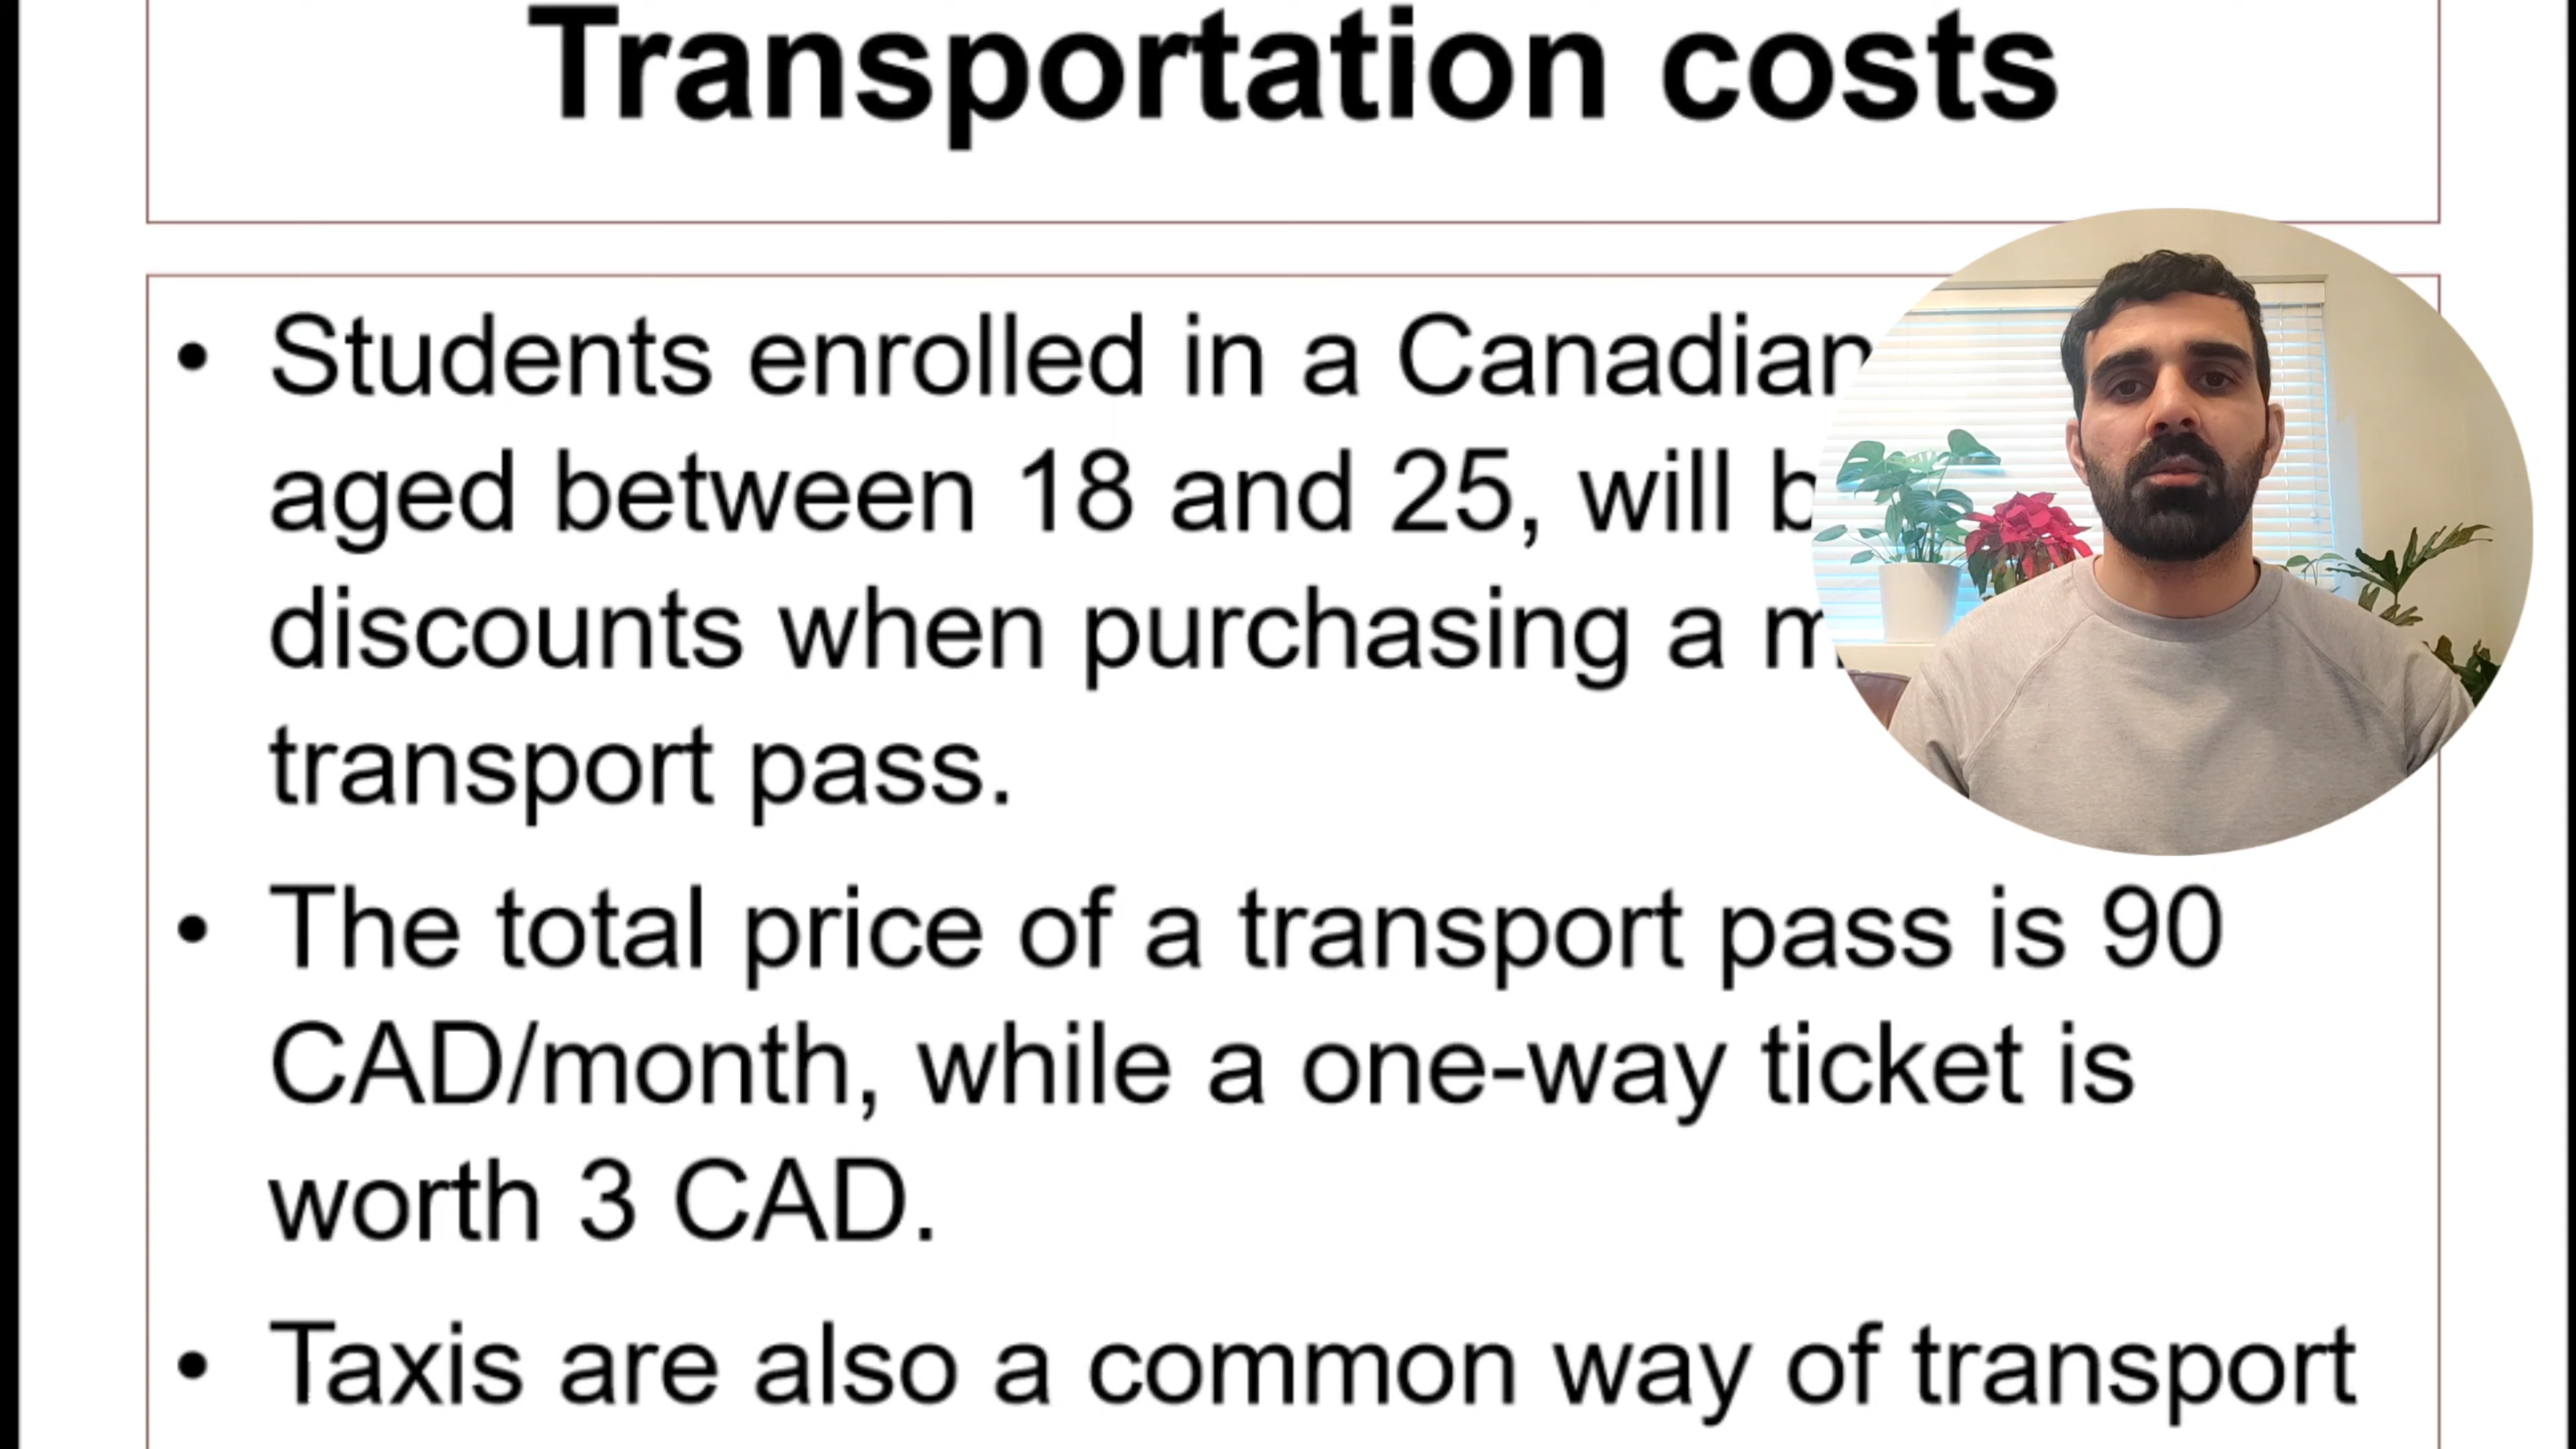 Transportation costs
• Students enrolled in a Canadian
aged between 18 and 25, will
discounts when purchasing a
transport pass.
• The total price of a transport pass is 90
CAD/month, while a one-way ticket is
worth 3 CAD.
• Taxis are also a common way of transport